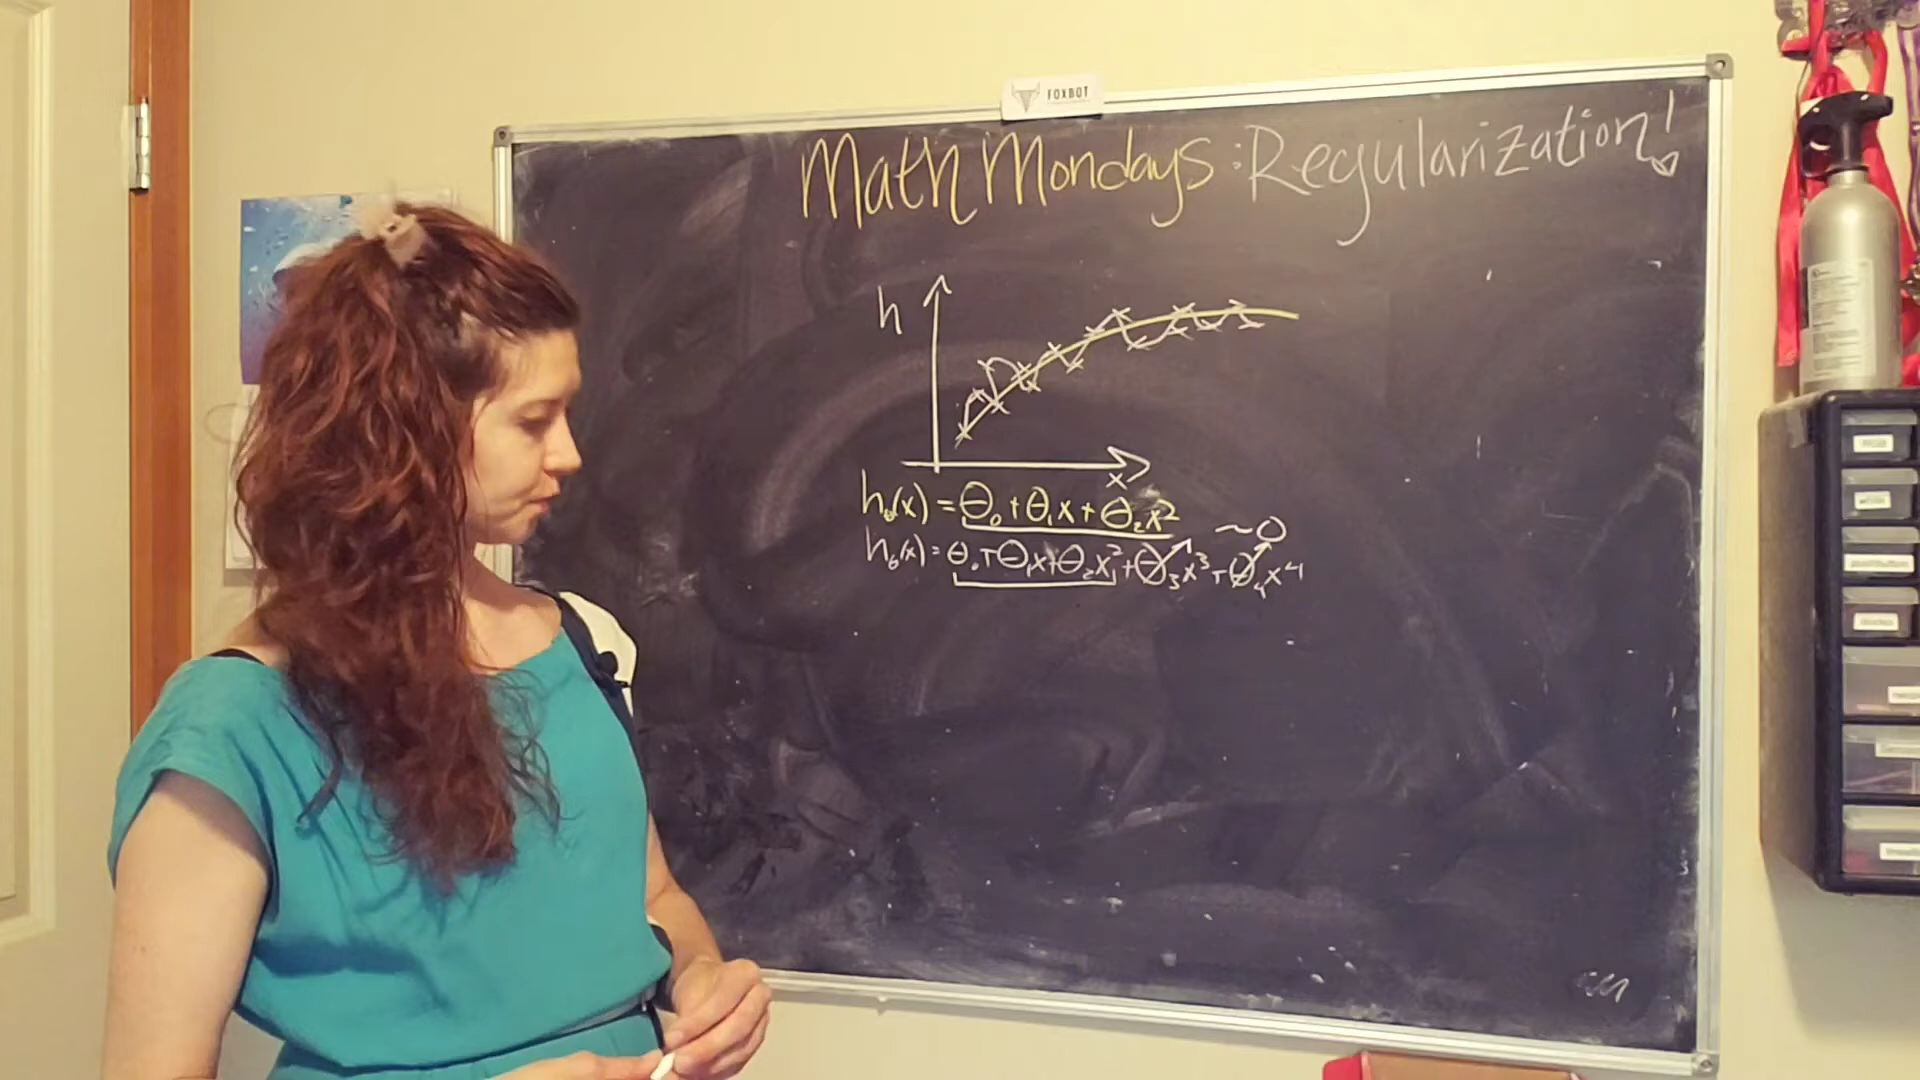 FOXBOT
Math Mondays: Regularization!
h
x
hθ(x) = θ₀ + θ₁x + θ₂x²
~0
hθ(x) = θ₀ + θ₁x + θ₂x² + θ₃x³ + θ₄x⁴